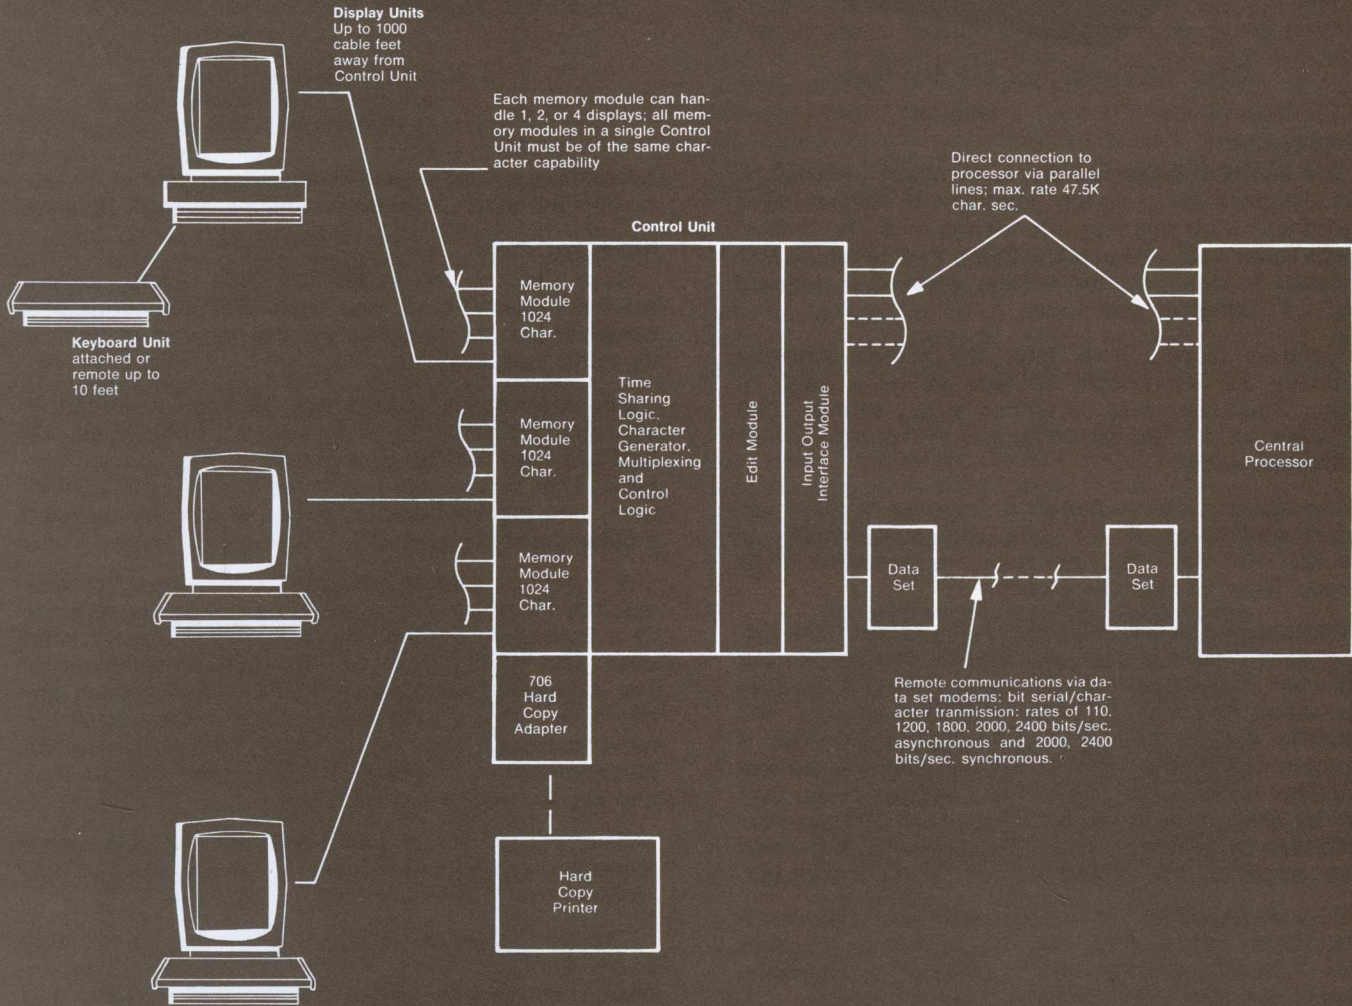 Display Units
Up to 1000
cable feet
away from
Control Unit
Each memory module can han-
dle 1, 2, or 4 displays; all mem-
ory modules in a single Control
Unit must be of the same char-
acter capability
Direct connection to
processor via parallel
lines; max. rate 47.5K
char. sec.
Keyboard Unit
attached or
remote up to
10 feet
Control Unit
Memory
Module
1024
Char.
Memory
Module
1024
Char.
Memory
Module
1024
Char.
706
Hard
Copy
Adapter
Time
Sharing
Logic,
Character
Generator,
Multiplexing
and
Control
Logic
Edit Module
Input Output
Interface Module
Central
Processor
Data
Set
Data
Set
Remote communications via da-
ta set modems; bit serial/char-
acter tranmission: rates of 110,
1200, 1800, 2000, 2400 bits/sec.
asynchronous and 2000, 2400
bits/sec. synchronous.
Hard
Copy
Printer